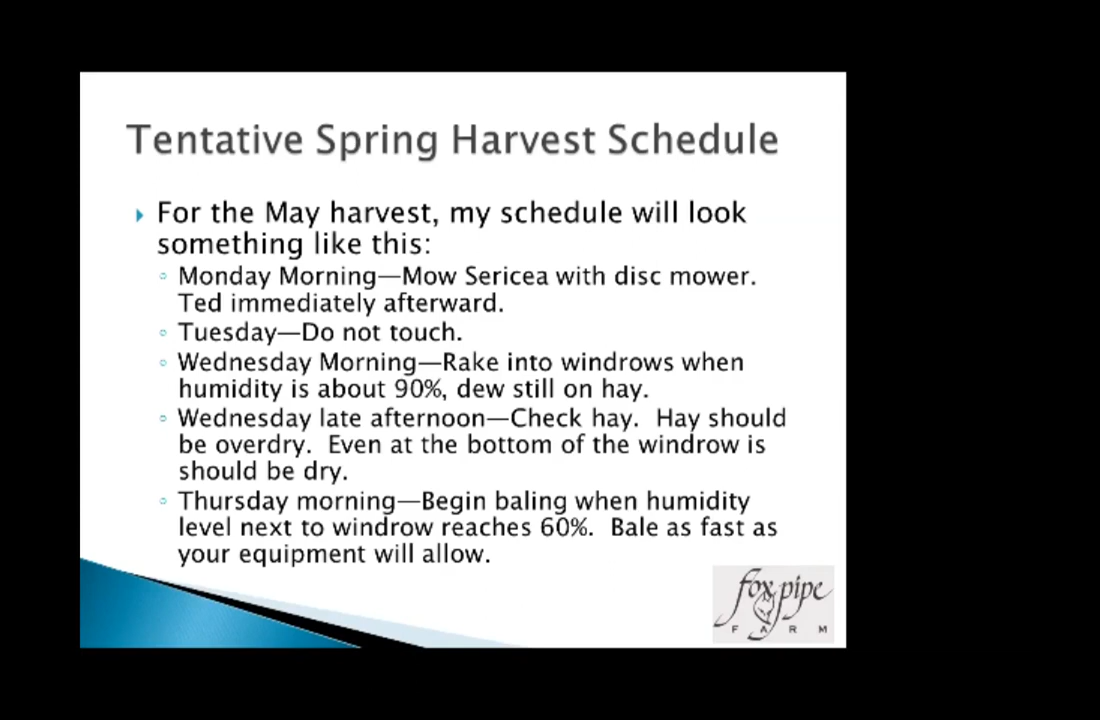 Tentative Spring Harvest Schedule
For the May harvest, my schedule will look
something like this:
Monday Morning—Mow Sericea with disc mower.
Ted immediately afterward.
Tuesday—Do not touch.
Wednesday Morning—Rake into windrows when
humidity is about 90%, dew still on hay.
Wednesday late afternoon—Check hay.  Hay should
be overdry.  Even at the bottom of the windrow is
should be dry.
Thursday morning—Begin baling when humidity
level next to windrow reaches 60%.  Bale as fast as
your equipment will allow.
fox pipe
FARM